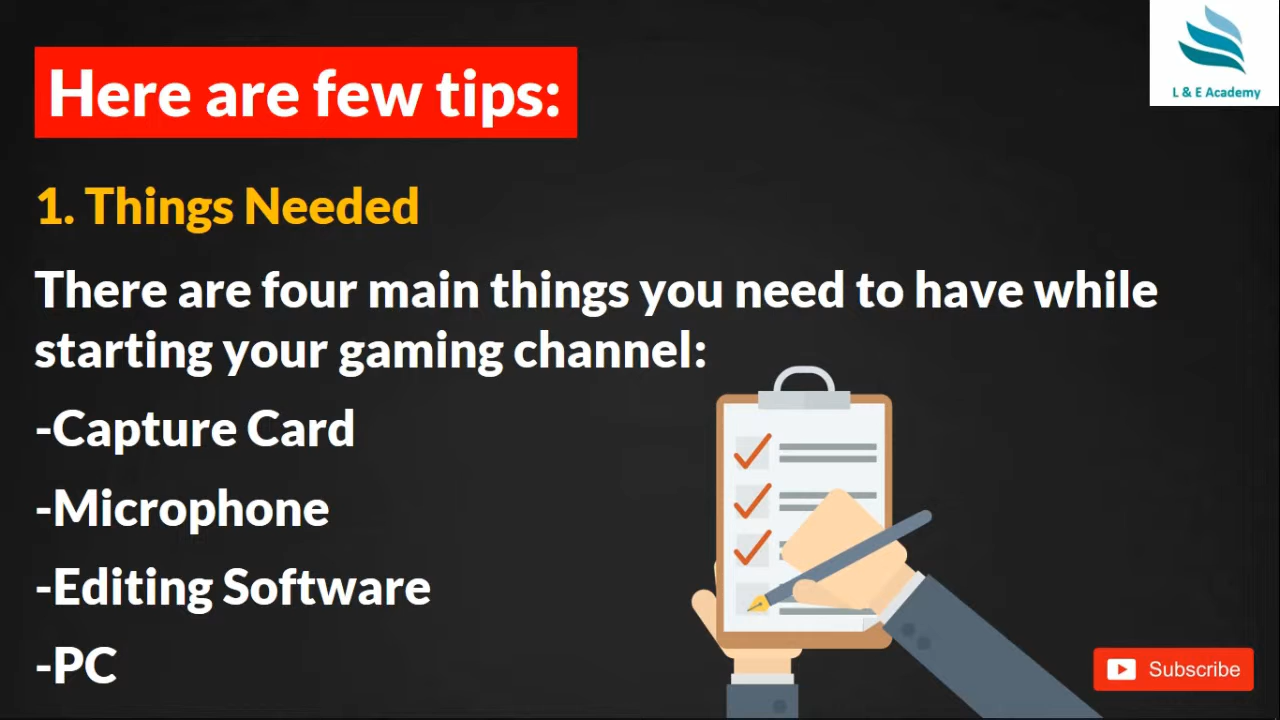 L & E Academy
Here are few tips:
1. Things Needed
There are four main things you need to have while
starting your gaming channel:
-Capture Card
-Microphone
-Editing Software
-PC
Subscribe